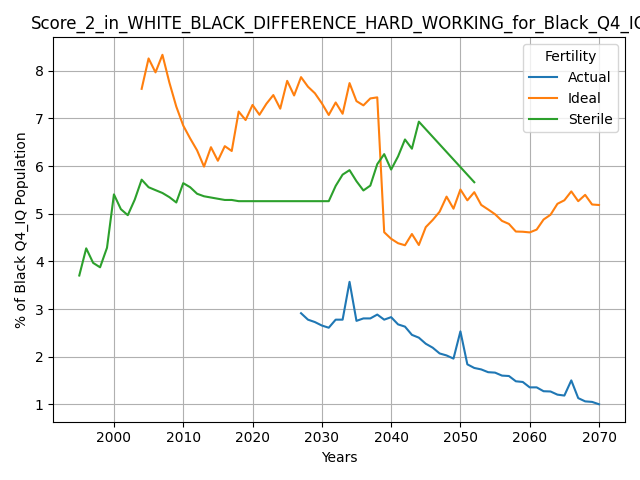 Score_2_in_WHITE_BLACK_DIFFERENCE_HARD_WORKING_for_Black_Q4_IQ
Fertility
Actual
Ideal
Sterile
% of Black Q4_IQ Population
8
7
6
5
4
3
2
1
2000 2010 2020 2030 2040 2050 2060 2070
Years